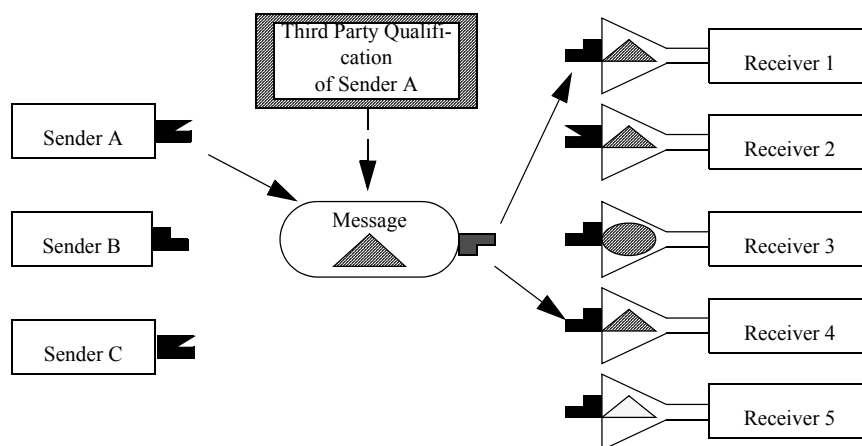 Third Party Qualifi-
cation
of Sender A
Sender A
Sender B
Sender C
Message
Receiver 1
Receiver 2
Receiver 3
Receiver 4
Receiver 5